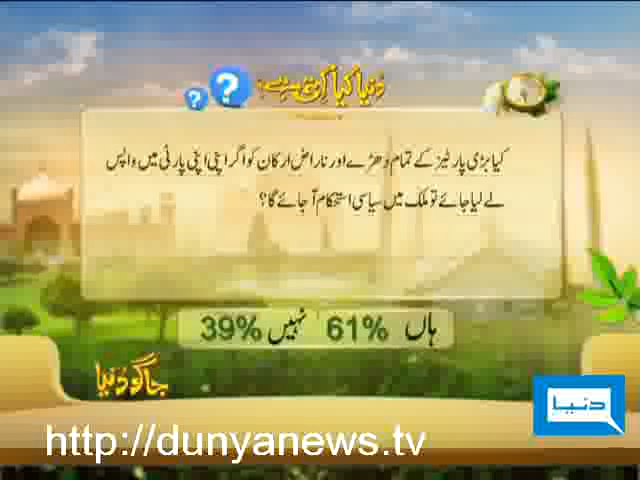 دنیا کیا کہتی ہے؟
کیا بڑی پارٹیز کے تمام دھڑے اور ناراض ارکان کو اگر اپنی اپنی پارٹی میں واپس
لے لیا جائے تو ملک میں سیاسی استحکام آ جائے گا؟
ہاں 61% نہیں 39%
جاگو دنیا
دنیا
http://dunyanews.tv